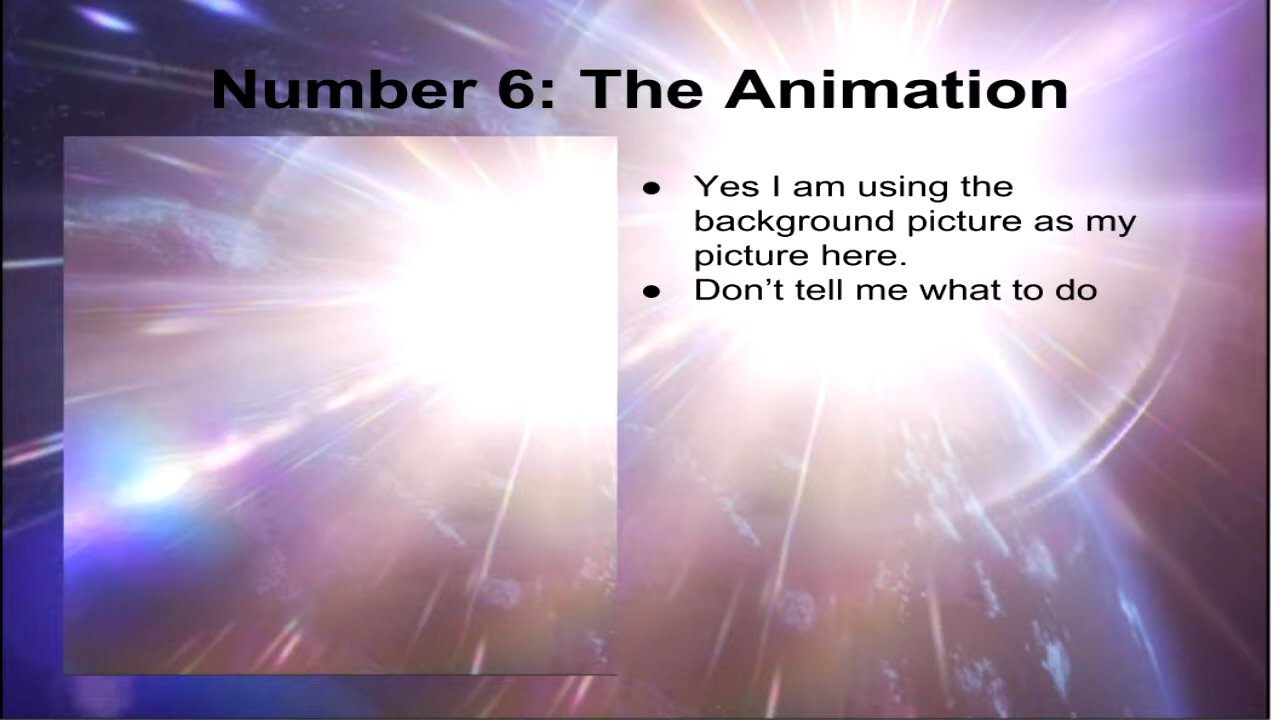 Number 6: The Animation
● Yes I am using the
background picture as my
picture here.
● Don’t tell me what to do